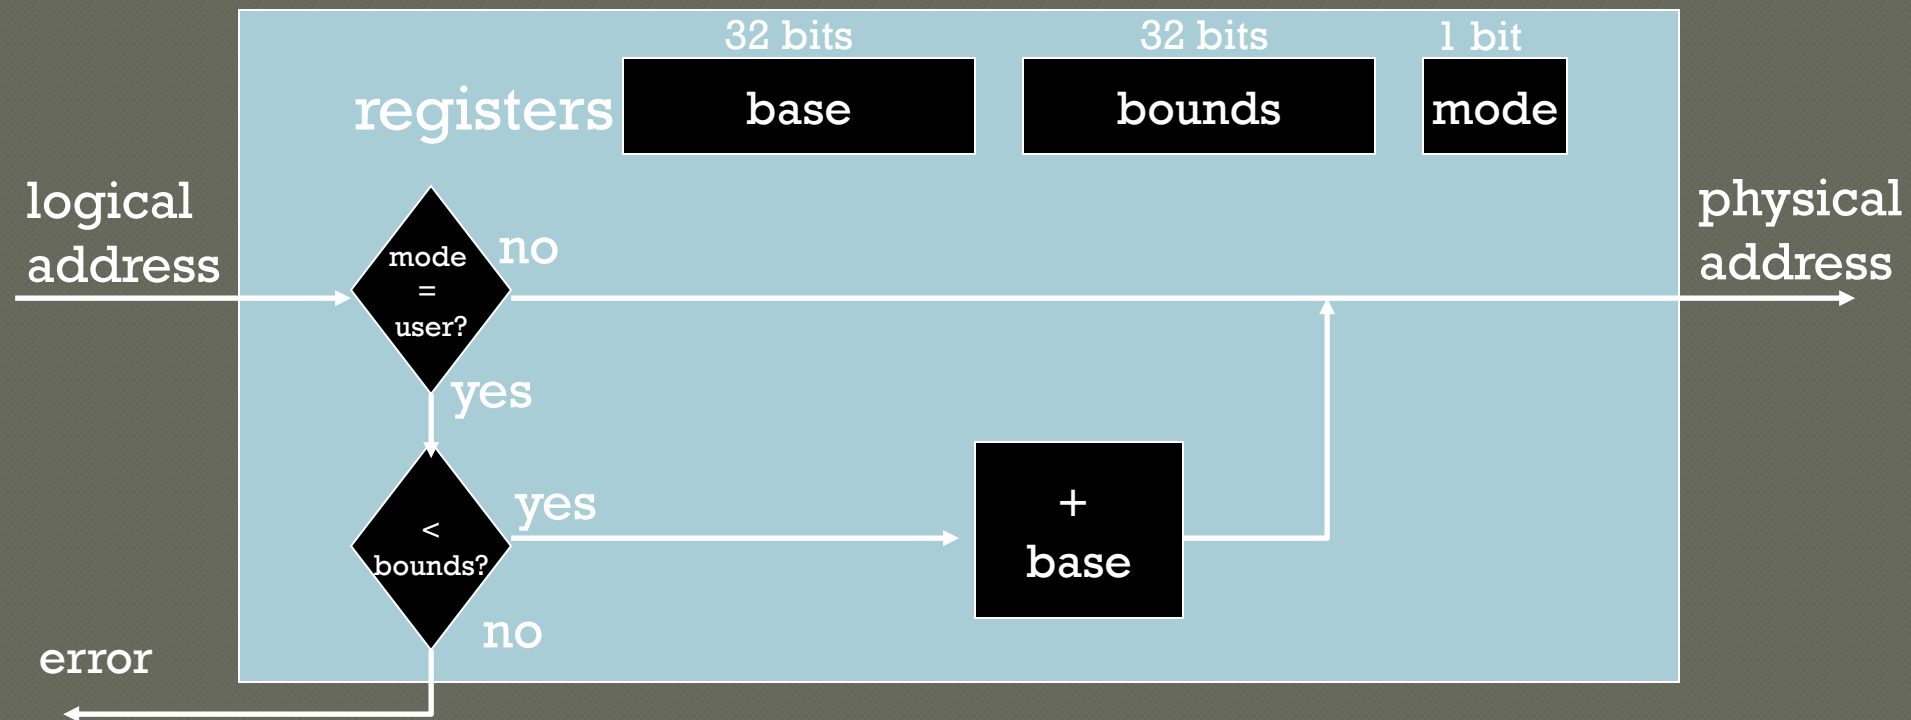 32 bits
32 bits
1 bit
registers
base
bounds
mode
logical
address
physical
address
mode
=
user?
no
yes
<
bounds?
yes
+
base
no
error